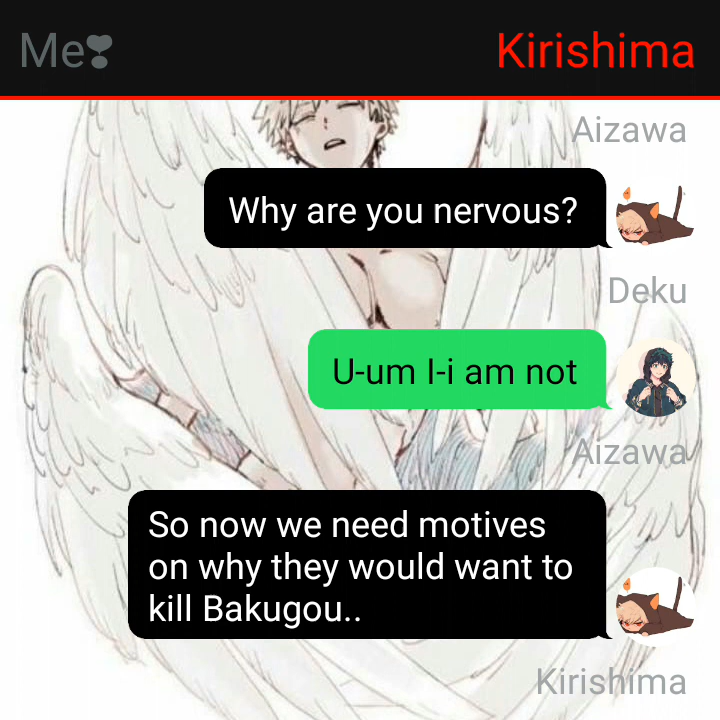 Me❣ Kirishima
Aizawa
Why are you nervous?
Deku
U-um I-i am not
Aizawa
So now we need motives
on why they would want to
kill Bakugou..
Kirishima